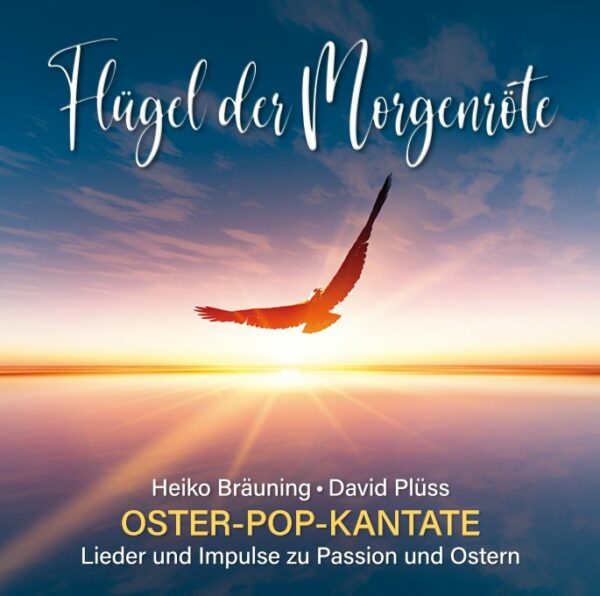 Flügel der Morgenröte
Heiko Bräuning • David Plüss
OSTER-POP-KANTATE
Lieder und Impulse zu Passion und Ostern